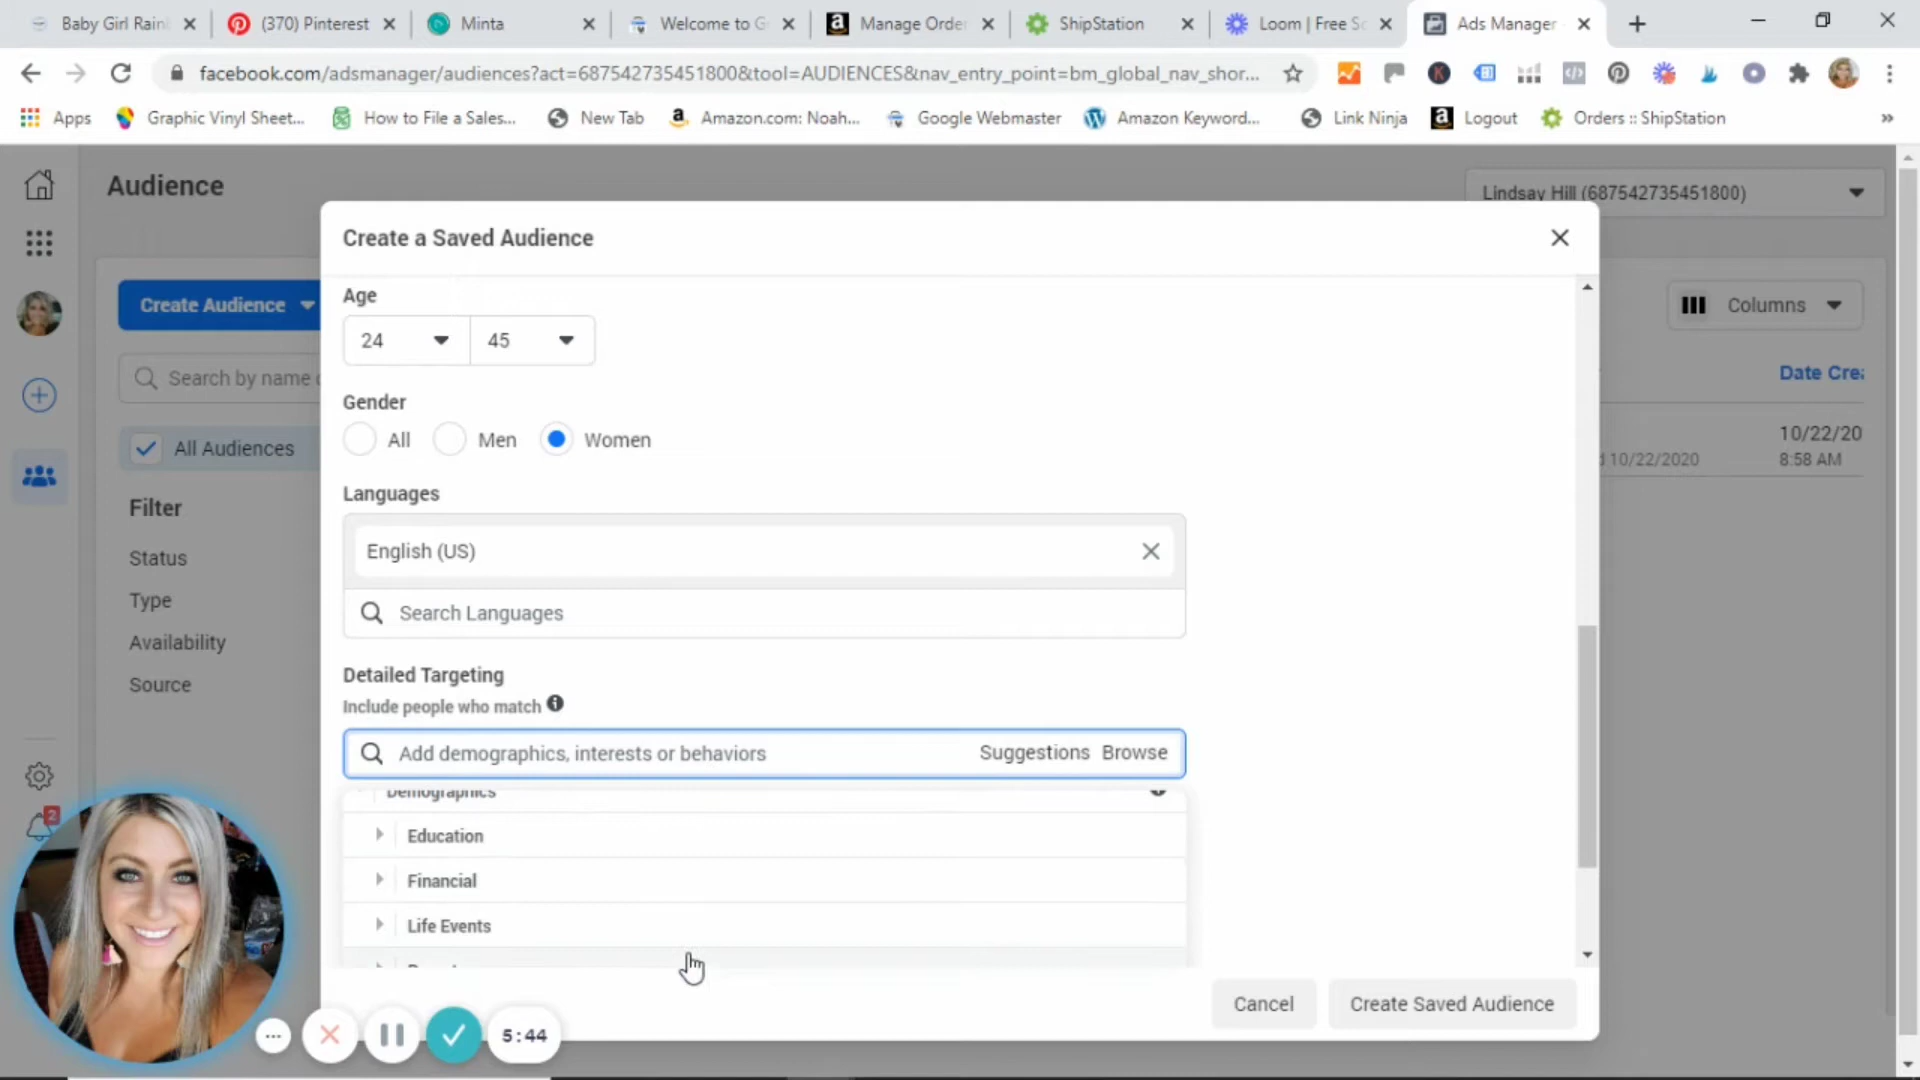 Baby Girl Rain
(370) Pinterest
Minta
Welcome to G
Manage Order
ShipStation
Loom | Free Sc
Ads Manager
facebook.com/adsmanager/audiences?act=687542735451800&tool=AUDIENCES&nav_entry_point=bm_global_nav_shor...
Apps
Graphic Vinyl Sheet...
How to File a Sales...
New Tab
Amazon.com: Noah...
Google Webmaster
Amazon Keyword...
Link Ninja
Logout
Orders :: ShipStation
Audience
Lindsay Hill (687542735451800)
Create a Saved Audience
Create Audience
Columns
Search by name
Date Crea
All Audiences
10/22/20
10/22/2020
8:58 AM
Filter
Status
Type
Availability
Source
Age
24
45
Gender
All
Men
Women
Languages
English (US)
Search Languages
Detailed Targeting
Include people who match
Add demographics, interests or behaviors
Suggestions
Browse
Demographics
Education
Financial
Life Events
Cancel
Create Saved Audience
2
5:44